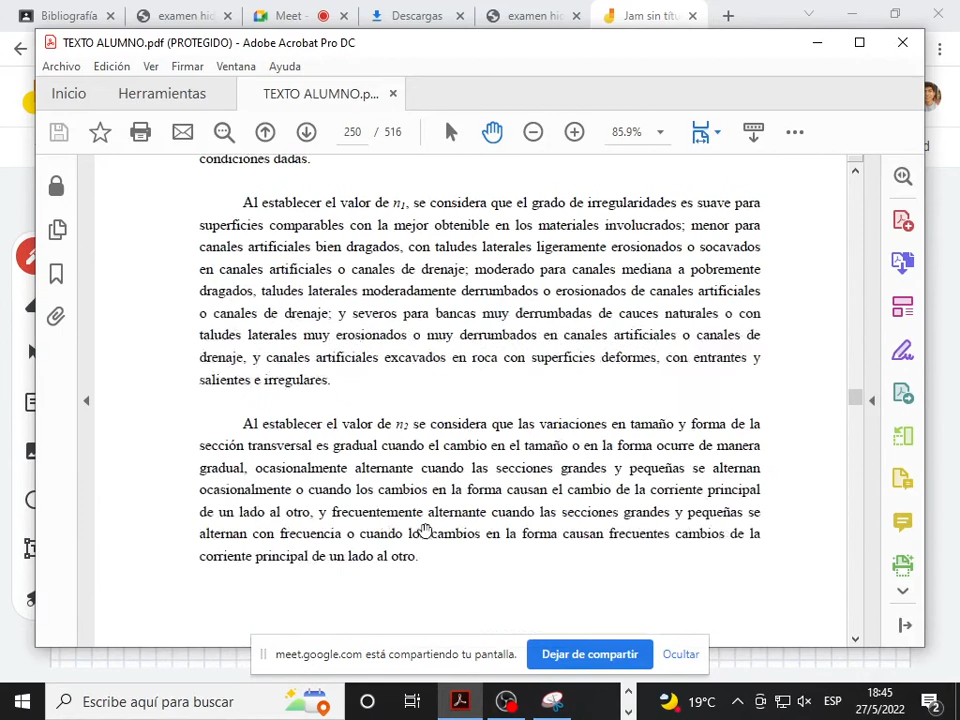 Bibliografía
examen hid
Meet -
Descargas
examen hid
Jam sin títu
TEXTO ALUMNO.pdf (PROTEGIDO) - Adobe Acrobat Pro DC
Archivo Edición Ver Firmar Ventana Ayuda
Inicio Herramientas TEXTO ALUMNO.p...
250 / 516 85.9%
condiciones dadas.
Al establecer el valor de n1, se considera que el grado de irregularidades es suave para
superficies comparables con la mejor obtenible en los materiales involucrados; menor para
canales artificiales bien dragados, con taludes laterales ligeramente erosionados o socavados
en canales artificiales o canales de drenaje; moderado para canales mediana a pobremente
dragados, taludes laterales moderadamente derrumbados o erosionados de canales artificiales
o canales de drenaje; y severos para bancas muy derrumbadas de cauces naturales o con
taludes laterales muy erosionados o muy derrumbados en canales artificiales o canales de
drenaje, y canales artificiales excavados en roca con superficies deformes, con entrantes y
salientes e irregulares.
Al establecer el valor de n2 se considera que las variaciones en tamaño y forma de la
sección transversal es gradual cuando el cambio en el tamaño o en la forma ocurre de manera
gradual, ocasionalmente alternante cuando las secciones grandes y pequeñas se alternan
ocasionalmente o cuando los cambios en la forma causan el cambio de la corriente principal
de un lado al otro, y frecuentemente alternante cuando las secciones grandes y pequeñas se
alternan con frecuencia o cuando los cambios en la forma causan frecuentes cambios de la
corriente principal de un lado al otro.
meet.google.com está compartiendo tu pantalla. Dejar de compartir Ocultar
Escribe aquí para buscar
19°C
ESP
18:45
27/5/2022
2